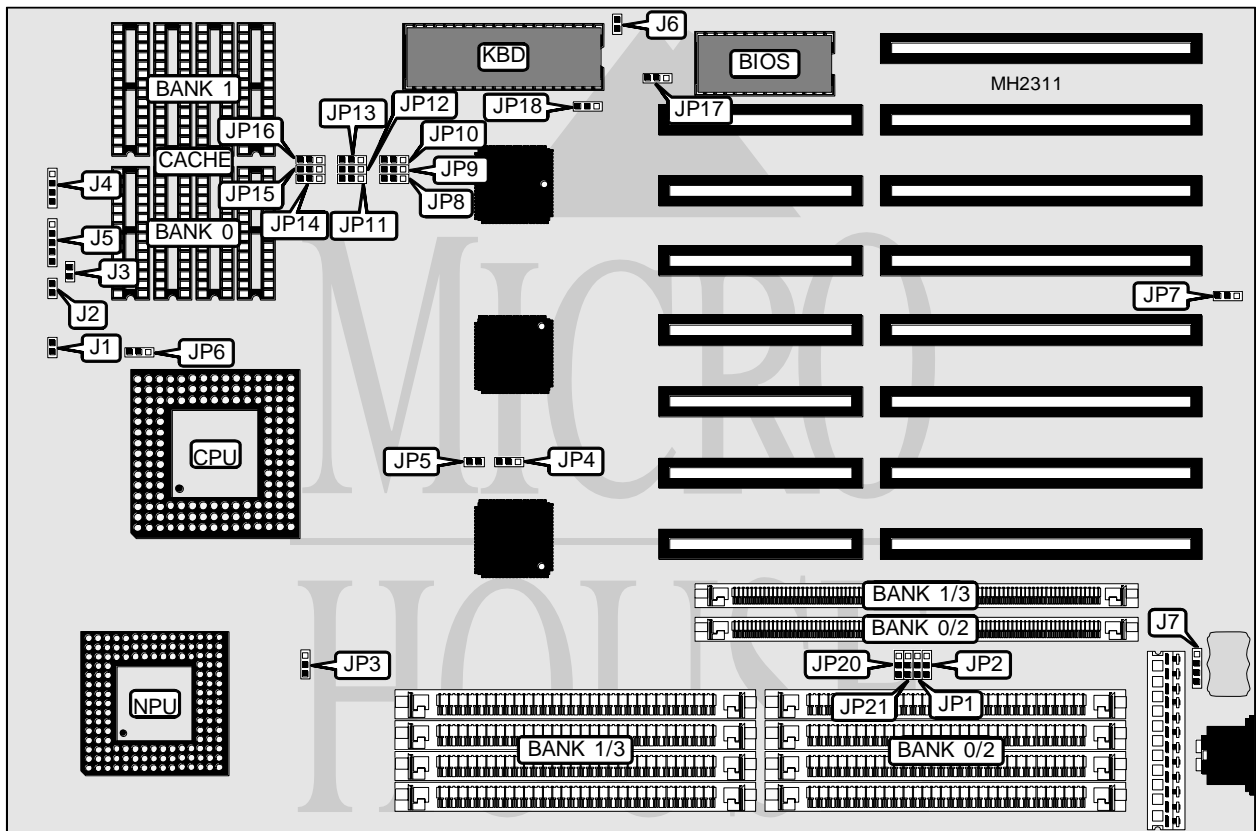 J6
KBD
BIOS
MH2311
BANK 1
JP13
JP12
JP18
JP17
JP16
JP10
CACHE
JP9
J4
JP15
JP8
JP14
JP11
J5
BANK 0
J3
J2
JP7
J1
JP6
MICRO
CPU
JP5
JP4
HOUSE
BANK 1/3
BANK 0/2
J7
JP3
JP20
JP2
JP21
JP1
NPU
BANK 1/3
BANK 0/2